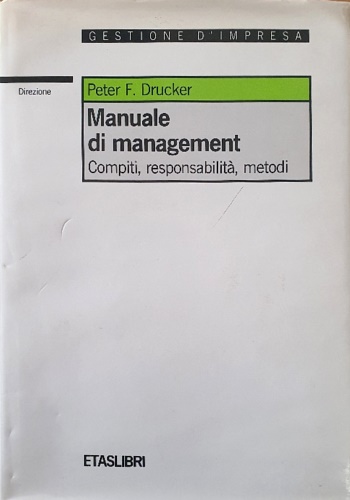 GESTIONE D'IMPRESA
Direzione
Peter F. Drucker
Manuale
di management
Compiti, responsabilità, metodi
ETASLIBRI